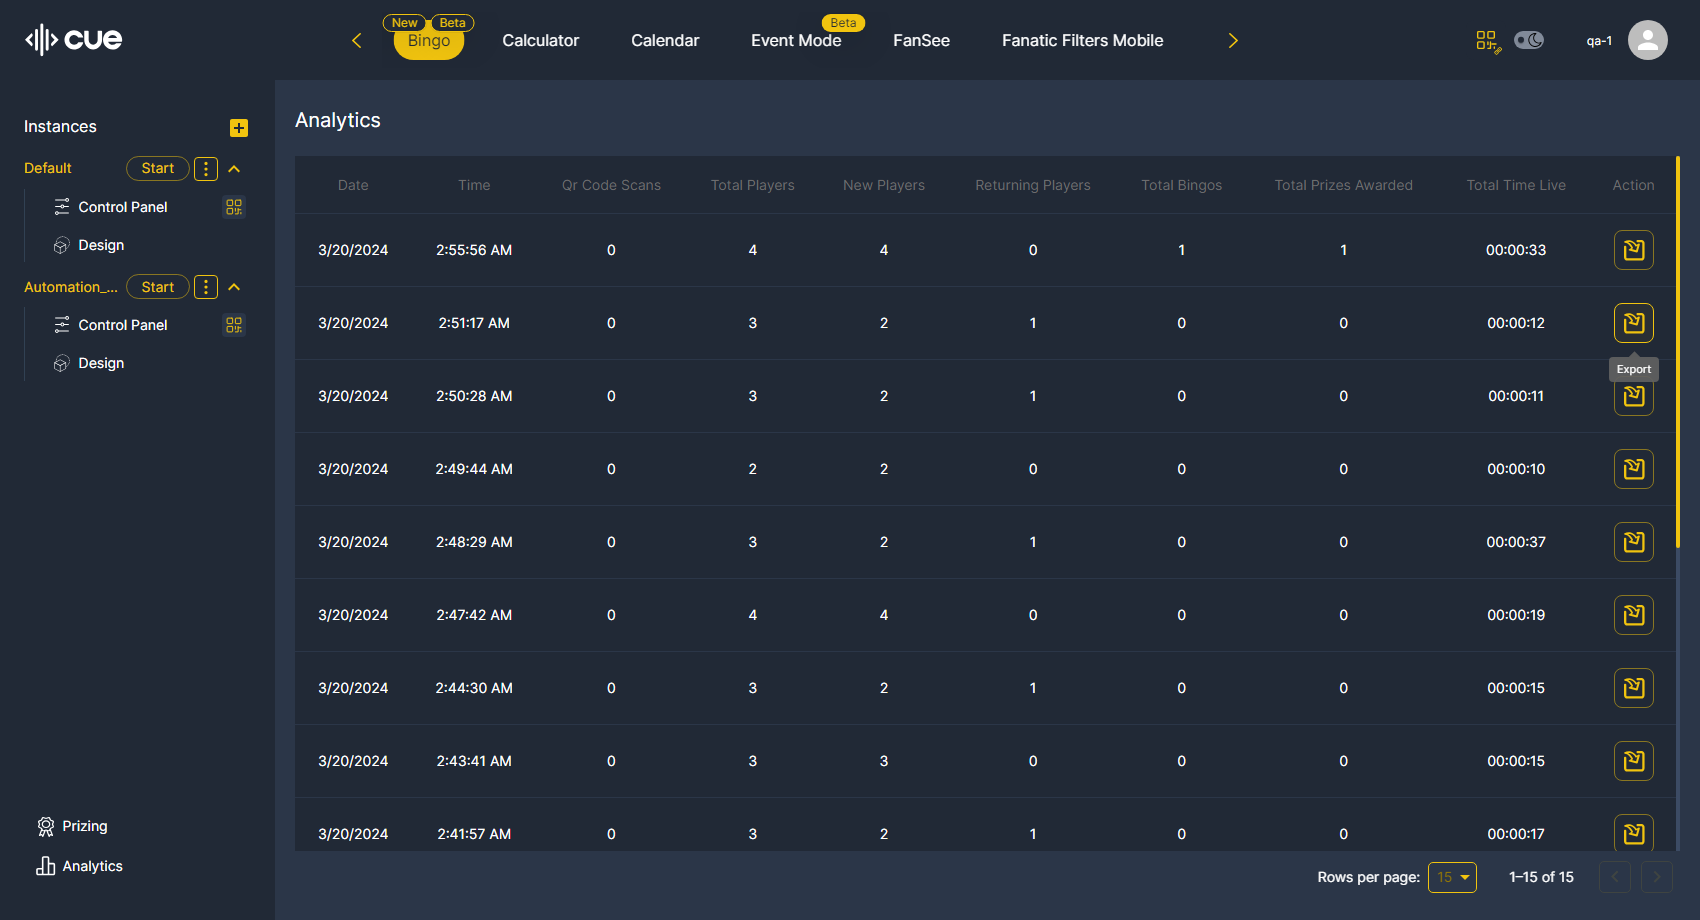 cue
New Beta
Bingo
Calculator
Calendar
Beta
Event Mode
FanSee
Fanatic Filters Mobile
qa-1
Instances
Default Start
Control Panel
Design
Automation_... Start
Control Panel
Design
Prizing
Analytics
Analytics
Date Time Qr Code Scans Total Players New Players Returning Players Total Bingos Total Prizes Awarded Total Time Live Action
3/20/2024 2:55:56 AM 0 4 4 0 1 1 00:00:33
3/20/2024 2:51:17 AM 0 3 2 1 0 0 00:00:12
Export
3/20/2024 2:50:28 AM 0 3 2 1 0 0 00:00:11
3/20/2024 2:49:44 AM 0 2 2 0 0 0 00:00:10
3/20/2024 2:48:29 AM 0 3 2 1 0 0 00:00:37
3/20/2024 2:47:42 AM 0 4 4 0 0 0 00:00:19
3/20/2024 2:44:30 AM 0 3 2 1 0 0 00:00:15
3/20/2024 2:43:41 AM 0 3 3 0 0 0 00:00:15
3/20/2024 2:41:57 AM 0 3 2 1 0 0 00:00:17
Rows per page: 15 1–15 of 15